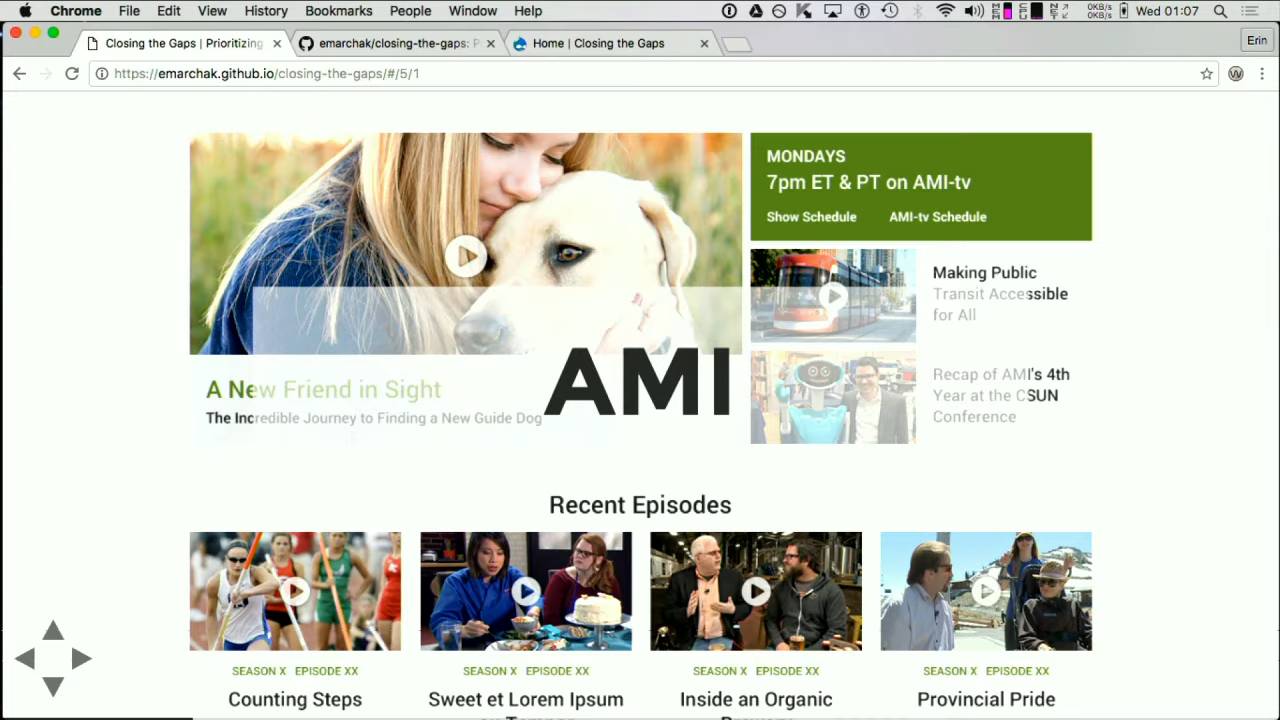 Chrome File Edit View History Bookmarks People Window Help
0KB/s
0KB/s
Wed 01:07
Closing the Gaps | Prioritizing
emarchak/closing-the-gaps: P
Home | Closing the Gaps
Erin
https://emarchak.github.io/closing-the-gaps/#/5/1
MONDAYS
7pm ET & PT on AMI-tv
Show Schedule AMI-tv Schedule
Making Public
Transit Accessible
for All
Recap of AMI's 4th
Year at the CSUN
Conference
A New Friend in Sight
The Incredible Journey to Finding a New Guide Dog
AMI
Recent Episodes
SEASON X EPISODE XX
Counting Steps
SEASON X EPISODE XX
Sweet et Lorem Ipsum
SEASON X EPISODE XX
Inside an Organic
SEASON X EPISODE XX
Provincial Pride